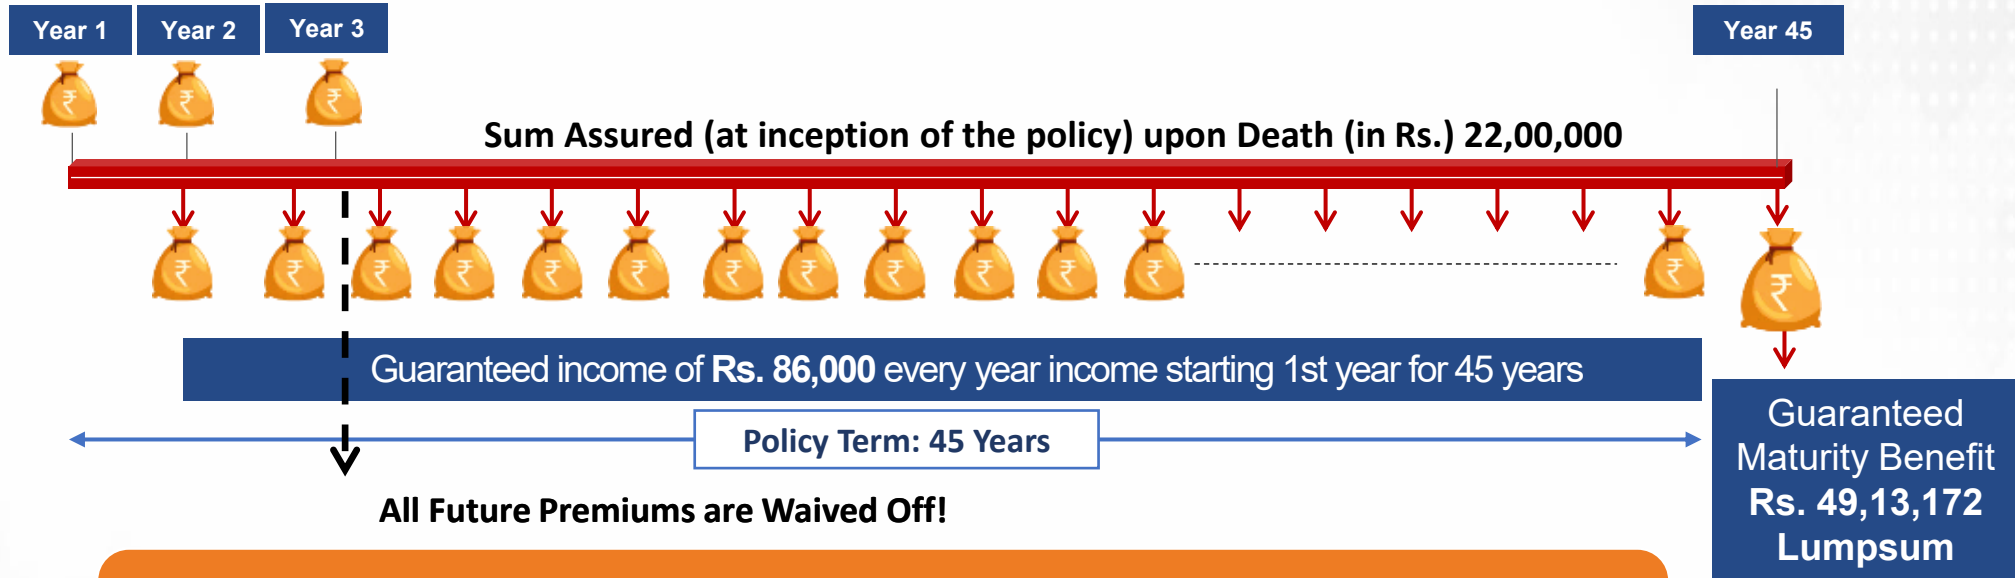 Year 1
Year 2
Year 3
Year 45
₹
₹
₹
Sum Assured (at inception of the policy) upon Death (in Rs.) 22,00,000
₹ ₹ ₹ ₹ ₹ ₹ ₹ ₹ ₹ ₹ ₹ ₹ ₹ ₹
Guaranteed income of Rs. 86,000 every year income starting 1st year for 45 years
Policy Term: 45 Years
All Future Premiums are Waived Off!
Guaranteed
Maturity Benefit
Rs. 49,13,172
Lumpsum